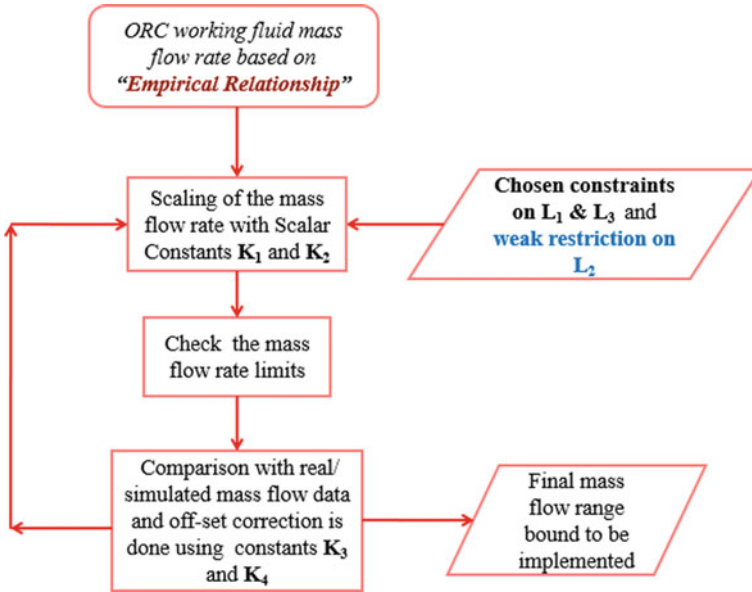 ORC working fluid mass
flow rate based on
“Empirical Relationship”
Scaling of the mass
flow rate with Scalar
Constants K₁ and K₂
Chosen constraints
on L₁ & L₃ and
weak restriction on
L₂
Check the mass
flow rate limits
Comparison with real/
simulated mass flow data
and off-set correction is
done using constants K₃
and K₄
Final mass
flow range
bound to be
implemented